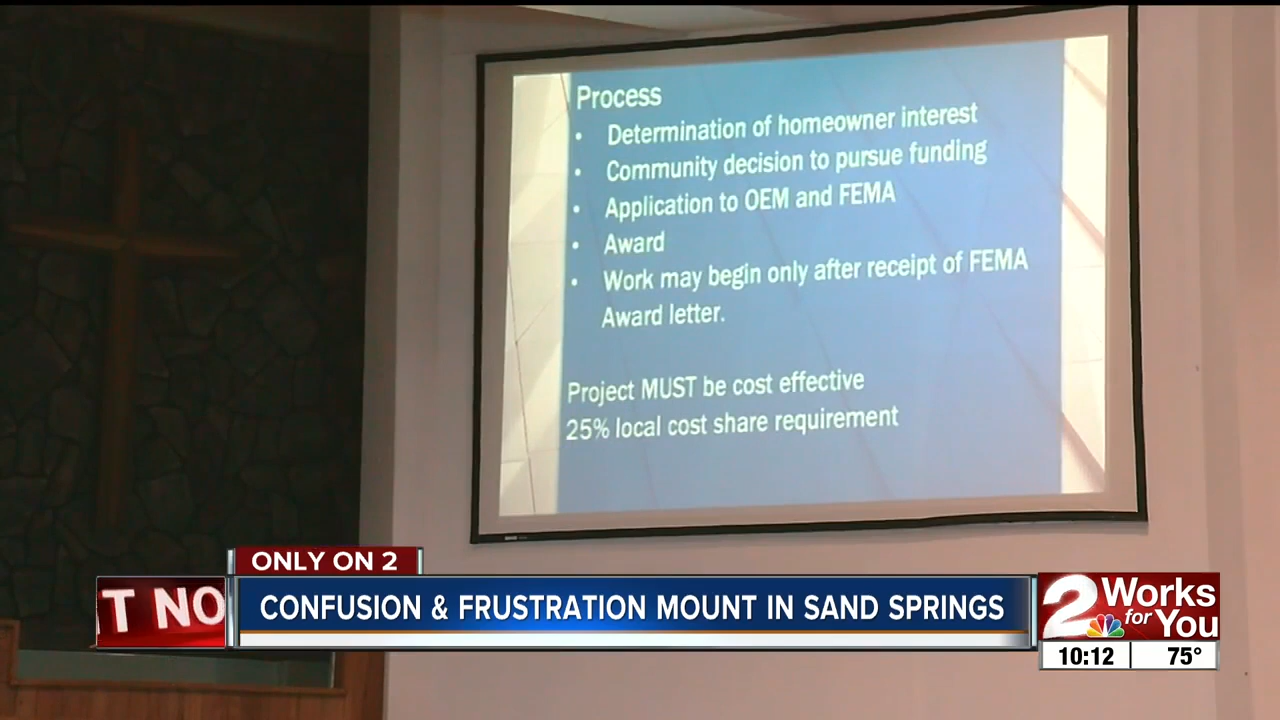 Process
• Determination of homeowner interest
• Community decision to pursue funding
• Application to OEM and FEMA
• Award
• Work may begin only after receipt of FEMA
Award letter.
Project MUST be cost effective
25% local cost share requirement
ONLY ON 2
T NO
CONFUSION & FRUSTRATION MOUNT IN SAND SPRINGS
2 Works
for You
10:12 75°